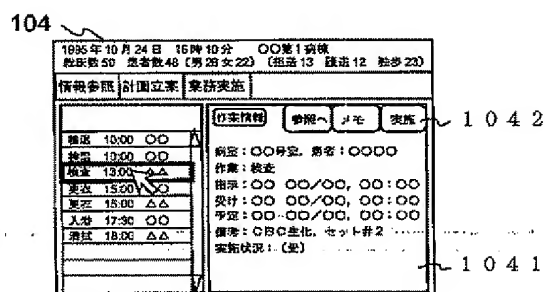 104
1995年10月24日 16時10分 〇〇第1病棟
総床数50 患者数48（男26 女22）（担送13 護送12 独歩23）
情報参照 計画立案 業務実施
作業情報 参照へ メモ 実施
1042
検温 10:00 〇〇
10:00 〇〇
検査 13:00 △△
更衣 15:00
更衣 15:00 △△
入浴 17:30 〇〇
清拭 18:00 △△
病室：〇〇号室，患者：〇〇〇〇
作業：検査
指示：〇〇 〇〇/〇〇，〇〇：〇〇
受け：〇〇 〇〇/〇〇，〇〇：〇〇
予定：〇〇 〇〇/〇〇，〇〇：〇〇
備考：CBC生化，セット#2
実施状況：（受）
1041